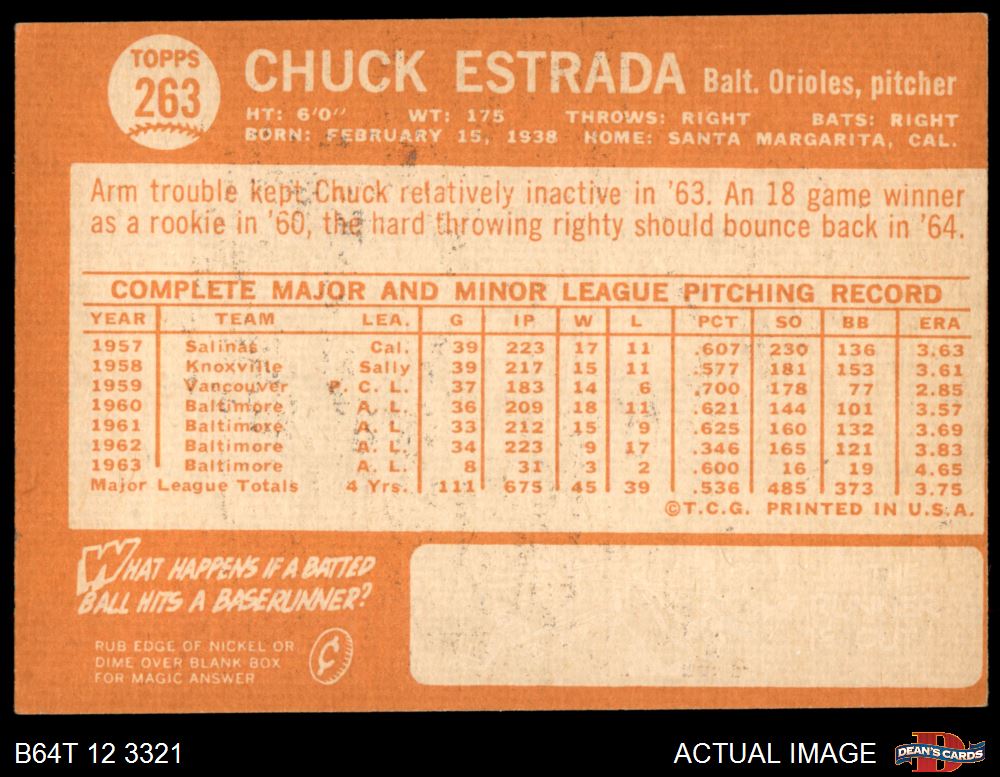 TOPPS
263
CHUCK ESTRADA Balt. Orioles, pitcher
HT: 6'0" WT: 175 THROWS: RIGHT BATS: RIGHT
BORN: FEBRUARY 15, 1938 HOME: SANTA MARGARITA, CAL.
Arm trouble kept Chuck relatively inactive in '63. An 18 game winner
as a rookie in '60, the hard throwing righty should bounce back in '64.
COMPLETE MAJOR AND MINOR LEAGUE PITCHING RECORD
YEAR TEAM LEA. G IP W L PCT SO BB ERA
1957 Salinas Cal. 39 223 17 11 .607 230 136 3.63
1958 Knoxville Sally 39 217 15 11 .577 181 153 3.61
1959 Vancouver P. C. L. 37 183 14 6 .700 178 77 2.85
1960 Baltimore A. L. 36 209 18 11 .621 144 101 3.57
1961 Baltimore A. L. 33 212 15 9 .625 160 132 3.69
1962 Baltimore A. L. 34 223 9 17 .346 165 121 3.83
1963 Baltimore A. L. 8 31 3 2 .600 16 19 4.65
Major League Totals 4 Yrs. 111 675 45 39 .536 485 373 3.75
©T.C.G. PRINTED IN U.S.A.
WHAT HAPPENS IF A BATTED
BALL HITS A BASERUNNER?
RUB EDGE OF NICKEL OR
DIME OVER BLANK BOX
FOR MAGIC ANSWER
¢
B64T 12 3321
ACTUAL IMAGE
DEAN'S CARDS